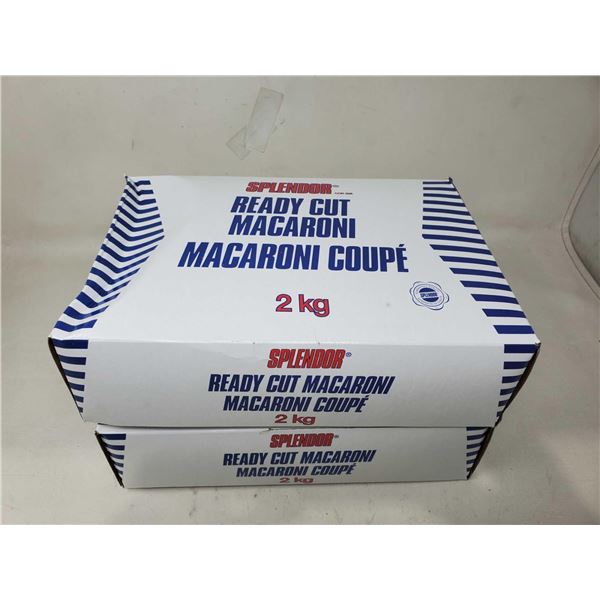 SPLENDOR®
READY CUT
MACARONI
MACARONI COUPÉ
2 kg
SPLENDOR
SPLENDOR®
READY CUT MACARONI
MACARONI COUPÉ
2 kg
SPLENDOR®
READY CUT MACARONI
MACARONI COUPÉ
2 kg